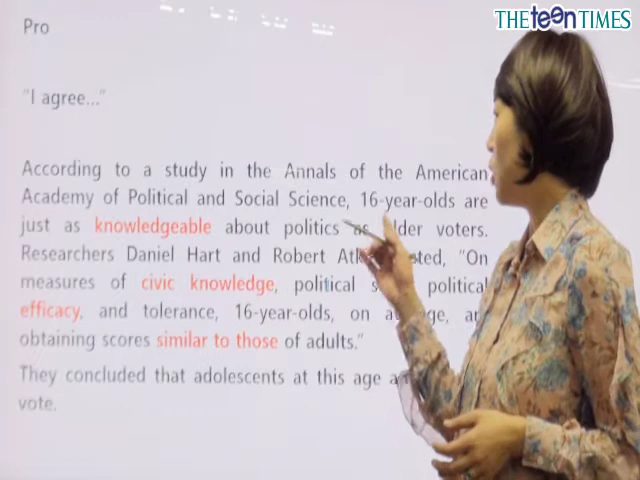 THE teen TIMES
Pro
"I agree..."
According to a study in the Annals of the American
Academy of Political and Social Science, 16-year-olds are
just as knowledgeable about politics as older voters.
Researchers Daniel Hart and Robert "On
measures of civic knowledge, political political
efficacy, and tolerance, 16-year-olds, on
obtaining scores similar to those of adults."
They concluded that adolescents at this age
vote.